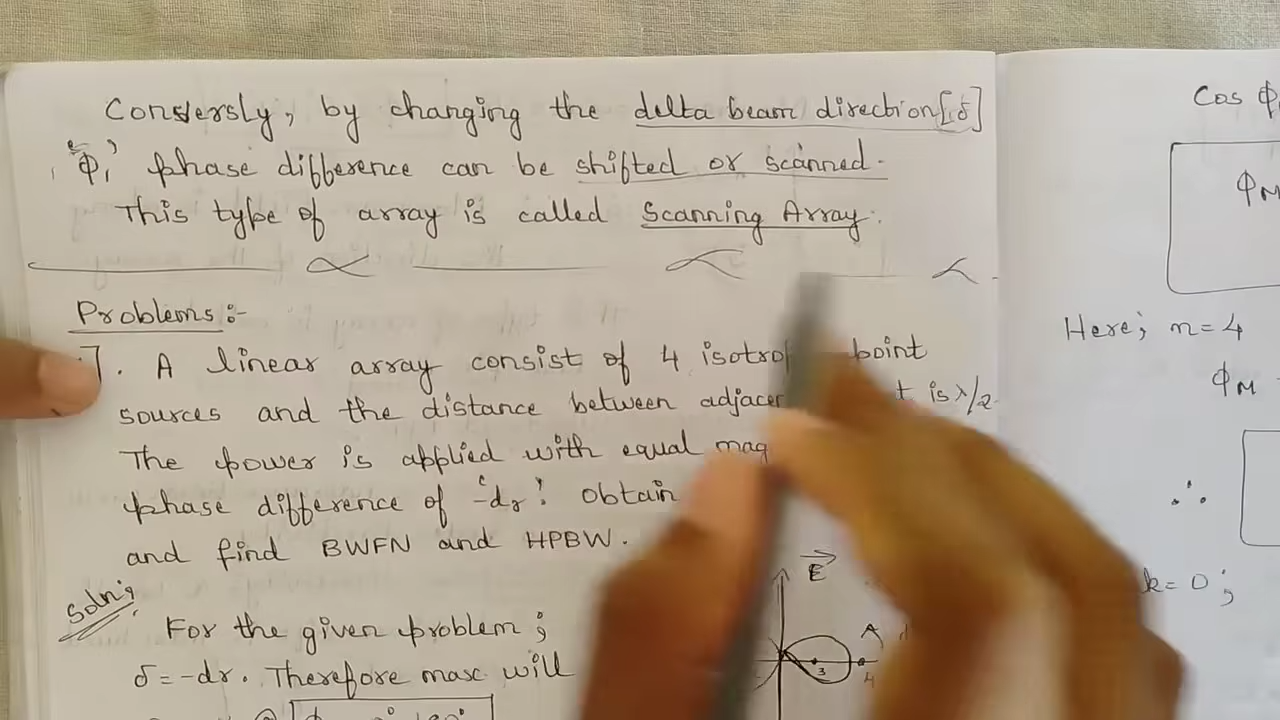 Conversly, by changing the delta beam direction[δ]
'φ,' phase difference can be shifted or scanned.
This type of array is called Scanning Array.
Problems:-
1. A linear array consist of 4 point
sources and the distance between is λ/2.
The power is applied with equal
phase difference of '-dr'. Obtain
and find BWFN and HPBW.
Soln;
For the given problem;
δ = -dr. Therefore max will
E
A
3
4
Cos φ
φM
Here; n=4
φM
∴
k = 0;